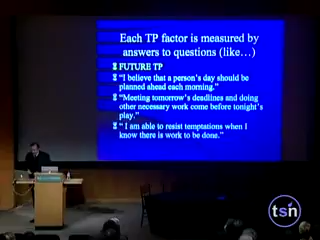 Each TP factor is measured by
answers to questions (like…)
FUTURE TP
"I believe that a person's day should be
planned ahead each morning."
"Meeting tomorrow's deadlines and doing
other necessary work come before tonight's
play."
" I am able to resist temptations when I
know there is work to be done."
tsn